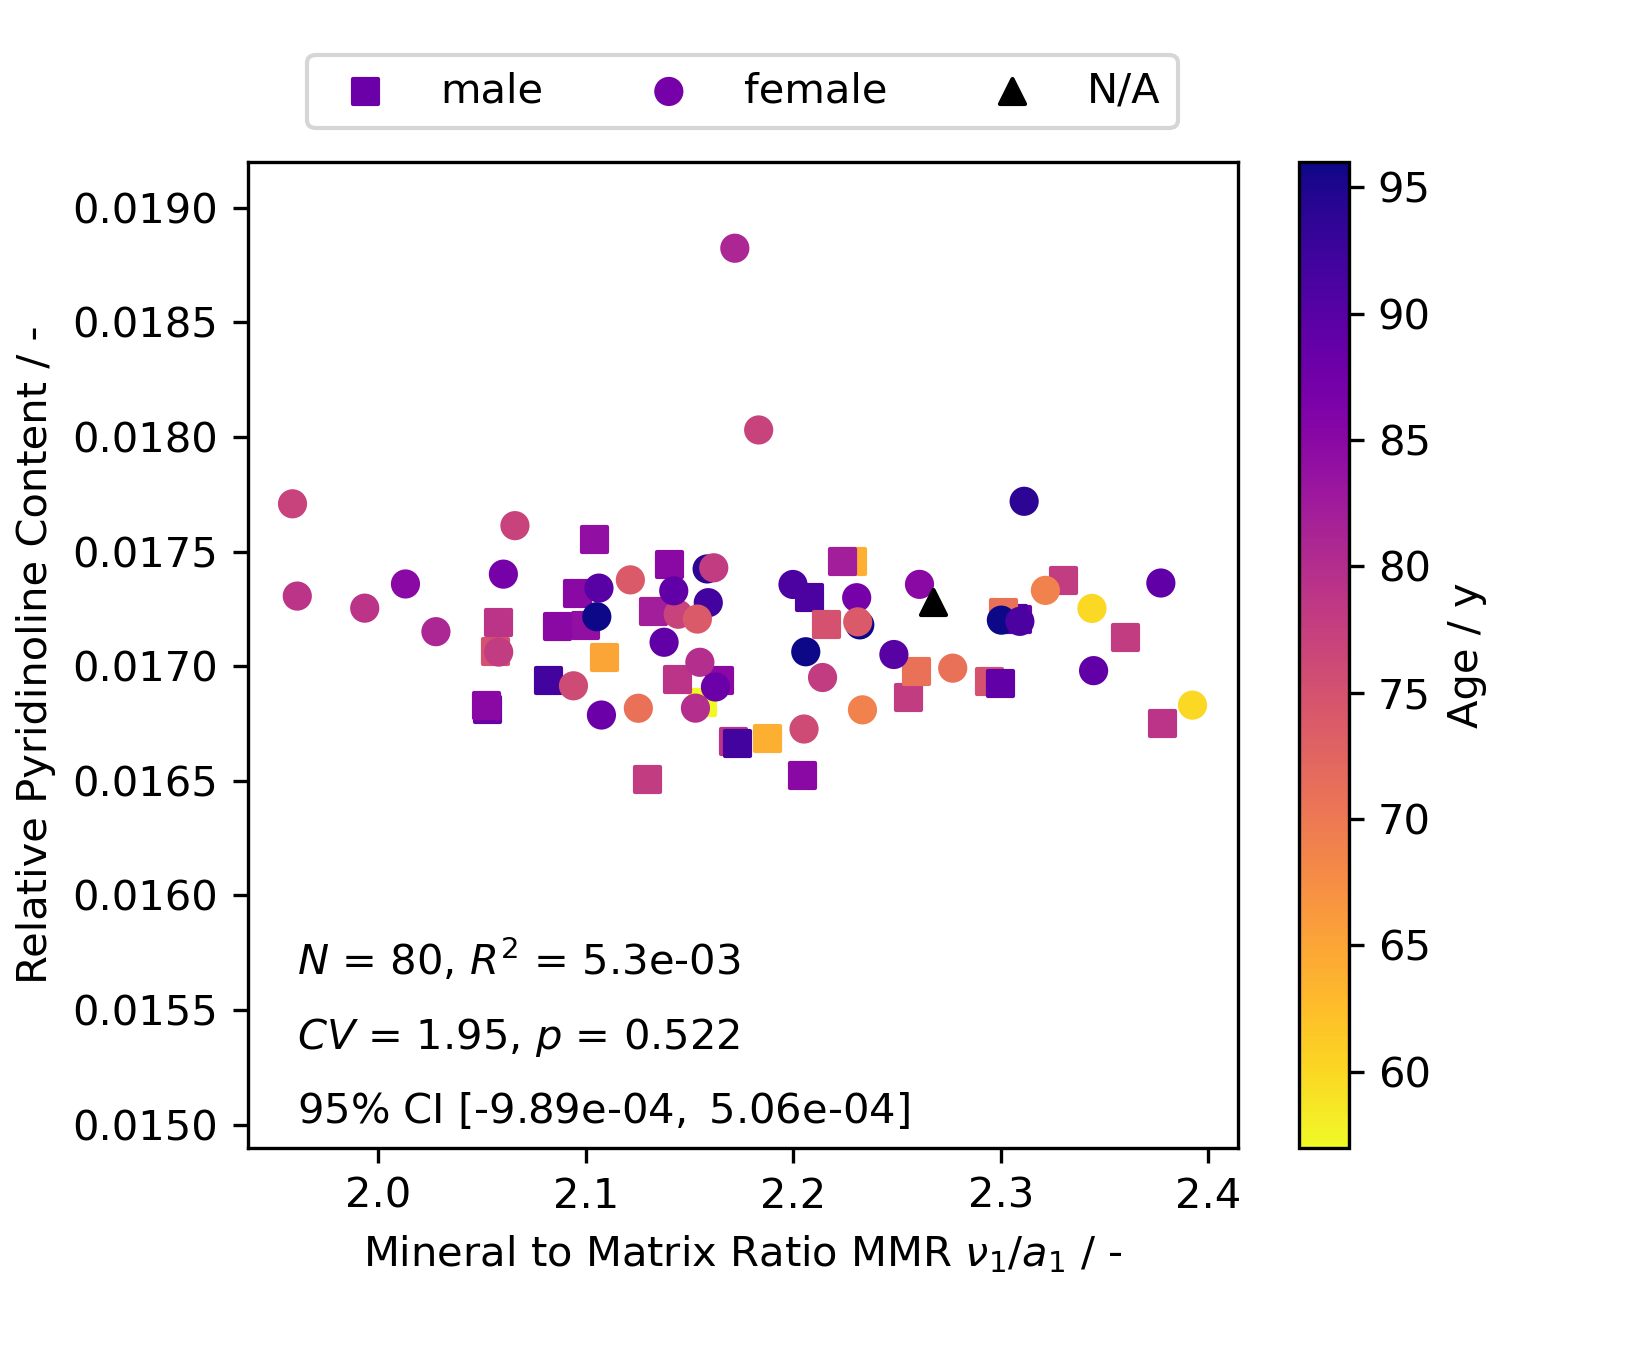 male female N/A
0.0190
0.0185
0.0180
0.0175
0.0170
0.0165
0.0160
0.0155
0.0150
Relative Pyridinoline Content / -
N = 80, R² = 5.3e-03
CV = 1.95, p = 0.522
95% CI [-9.89e-04, 5.06e-04]
2.0 2.1 2.2 2.3 2.4
Mineral to Matrix Ratio MMR ν₁/a₁ / -
95
90
85
80
75
70
65
60
Age / y